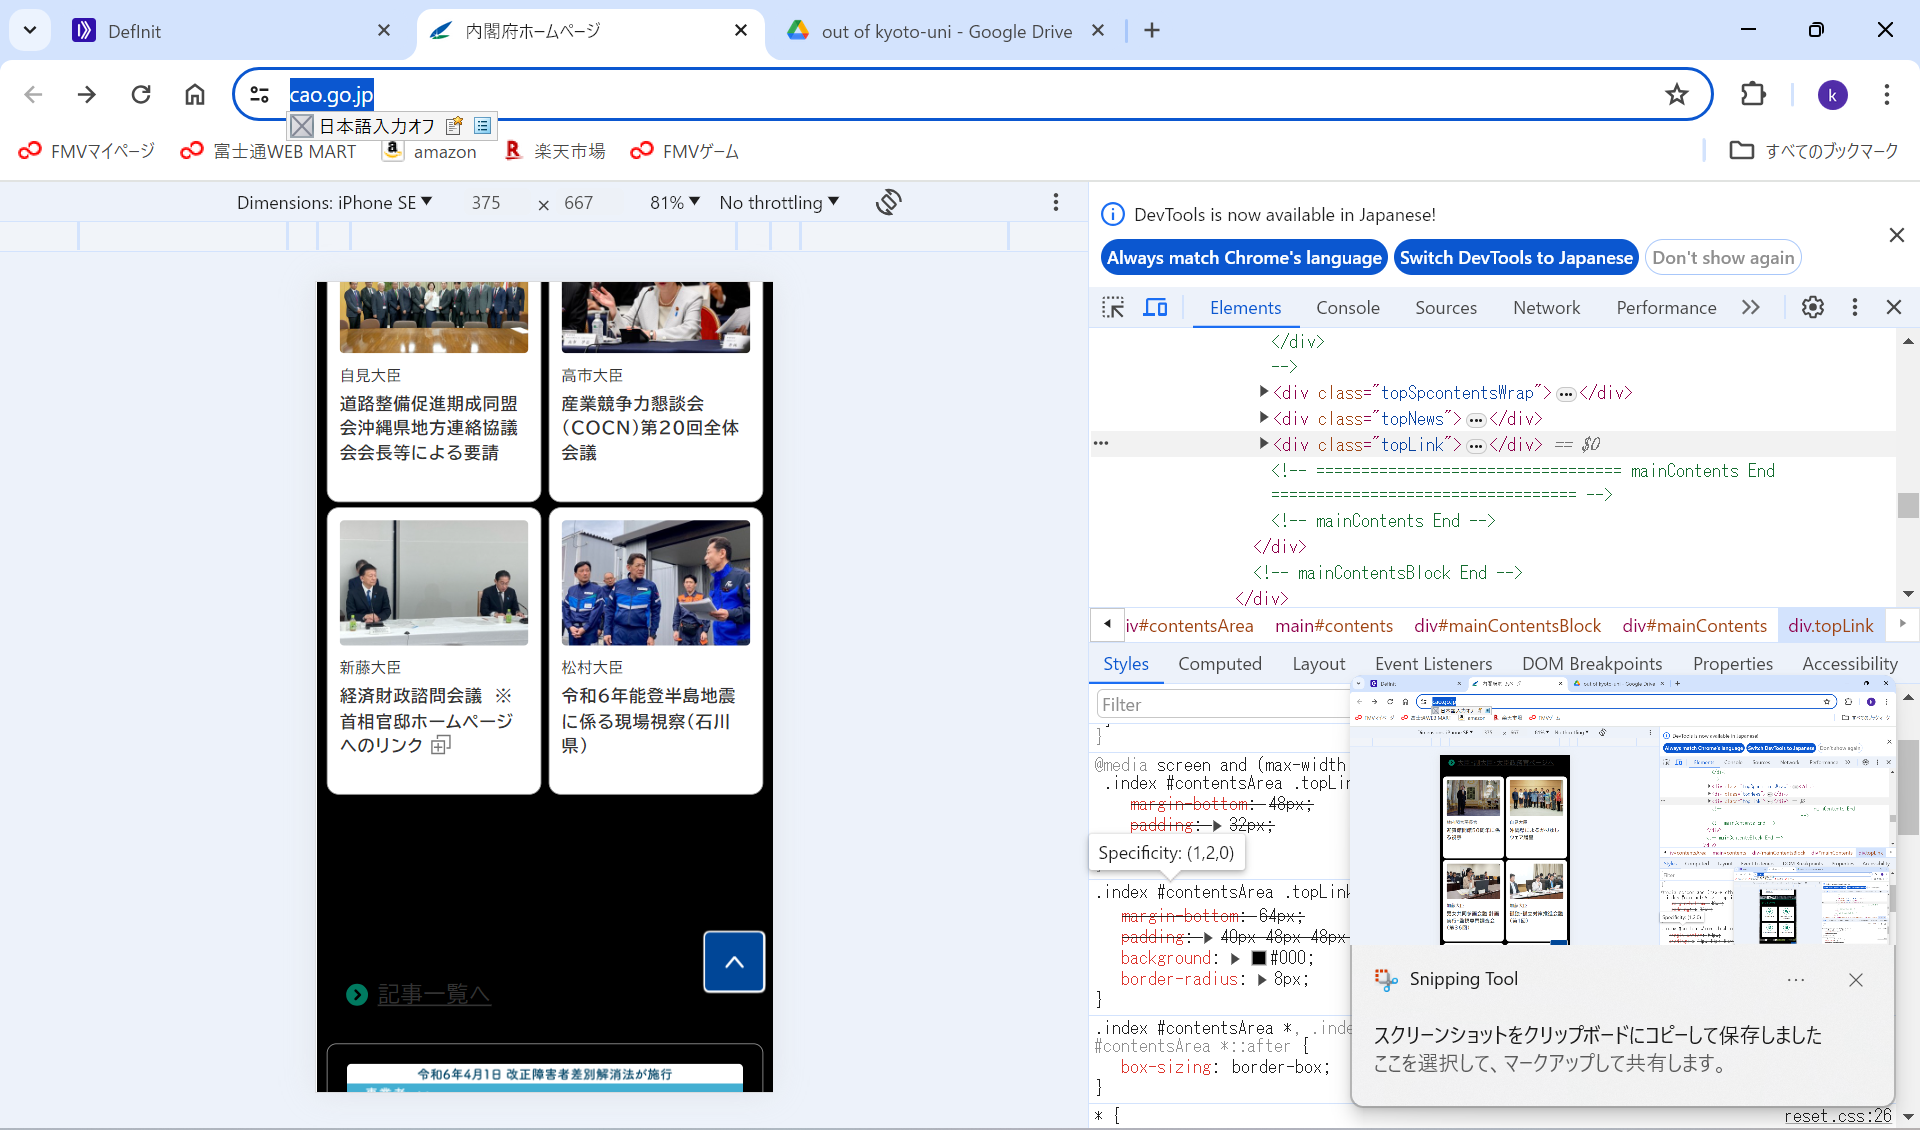 DefInit
内閣府ホームページ
out of kyoto-uni - Google Drive
cao.go.jp
k
日本語入力オフ
FMVマイページ
富士通WEB MART
amazon
楽天市場
FMVゲーム
すべてのブックマーク
Dimensions: iPhone SE
375 × 667
81%
No throttling
自見大臣
道路整備促進期成同盟
会沖縄県地方連絡協議
会会長等による要請
高市大臣
産業競争力懇談会
（COCN）第20回全体
会議
新藤大臣
経済財政諮問会議 ※
首相官邸ホームページ
へのリンク
松村大臣
令和6年能登半島地震
に係る現場視察（石川
県）
記事一覧へ
令和6年4月1日 改正障害者差別解消法が施行
DevTools is now available in Japanese!
Always match Chrome's language
Switch DevTools to Japanese
Don't show again
Elements
Console
Sources
Network
Performance
</div>
-->
<div class="topSpcontentsWrap">…</div>
<div class="topNews">…</div>
<div class="topLink">…</div> == $0
<!-- ================================== mainContents End
================================== -->
<!-- mainContents End -->
</div>
<!-- mainContentsBlock End -->
</div>
iv#contentsArea
main#contents
div#mainContentsBlock
div#mainContents
div.topLink
Styles
Computed
Layout
Event Listeners
DOM Breakpoints
Properties
Accessibility
Filter
}
@media screen and (max-width
.index #contentsArea .topLin
margin-bottom: 48px;
padding: 32px;
Specificity: (1,2,0)
.index #contentsArea .topLink
margin-bottom: 64px;
padding: 40px 48px 48px
background: #000;
border-radius: 8px;
}
.index #contentsArea *, .inde
#contentsArea *::after {
box-sizing: border-box;
}
* {
reset.css:26
Snipping Tool
スクリーンショットをクリップボードにコピーして保存しました
ここを選択して、マークアップして共有します。